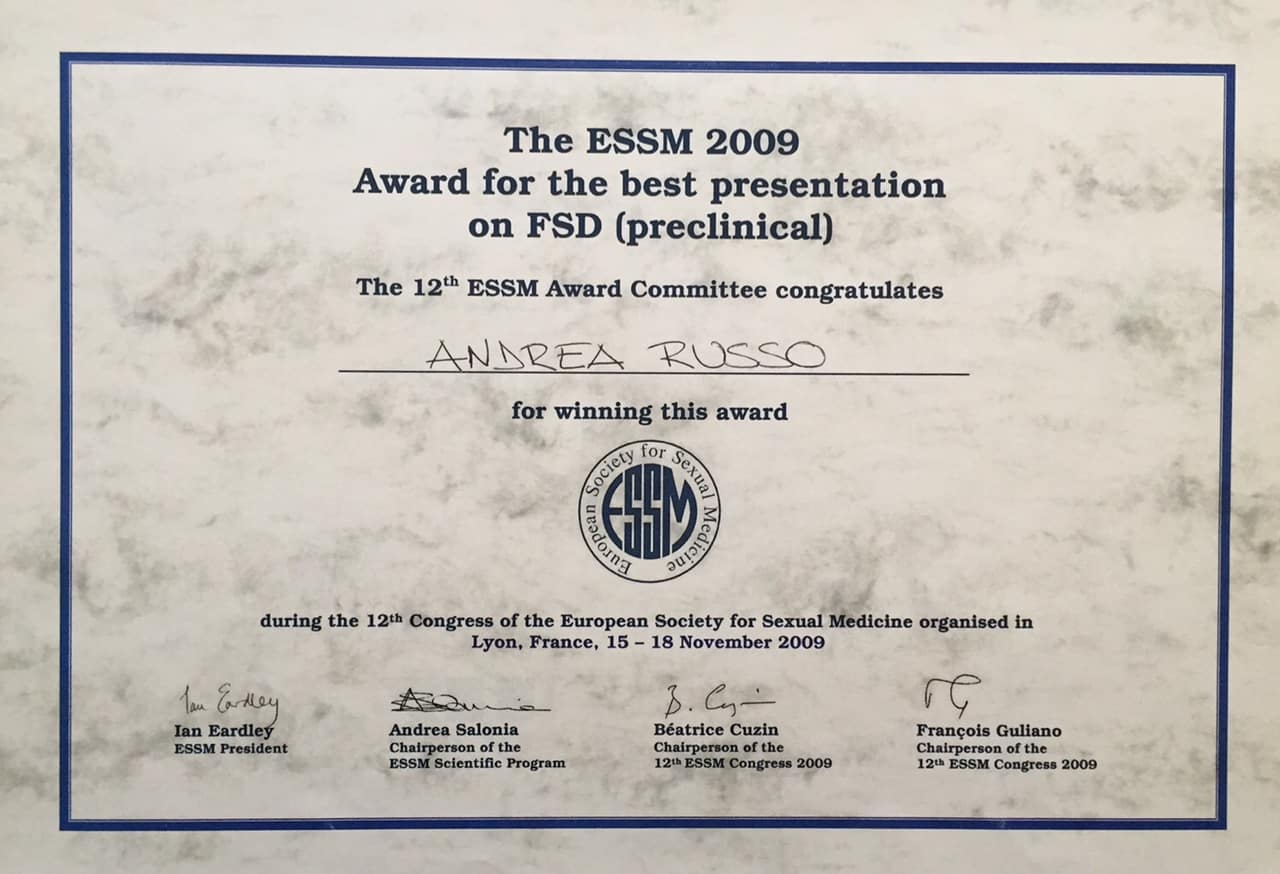 The ESSM 2009
Award for the best presentation
on FSD (preclinical)
The 12th ESSM Award Committee congratulates
ANDREA RUSSO
for winning this award
European Society for Sexual Medicine
ESSM
during the 12th Congress of the European Society for Sexual Medicine organised in
Lyon, France, 15 – 18 November 2009
Ian Eardley
Ian Eardley
ESSM President
Andrea Salonia
Chairperson of the
ESSM Scientific Program
B. Cuzin
Béatrice Cuzin
Chairperson of the
12th ESSM Congress 2009
François Guliano
Chairperson of the
12th ESSM Congress 2009